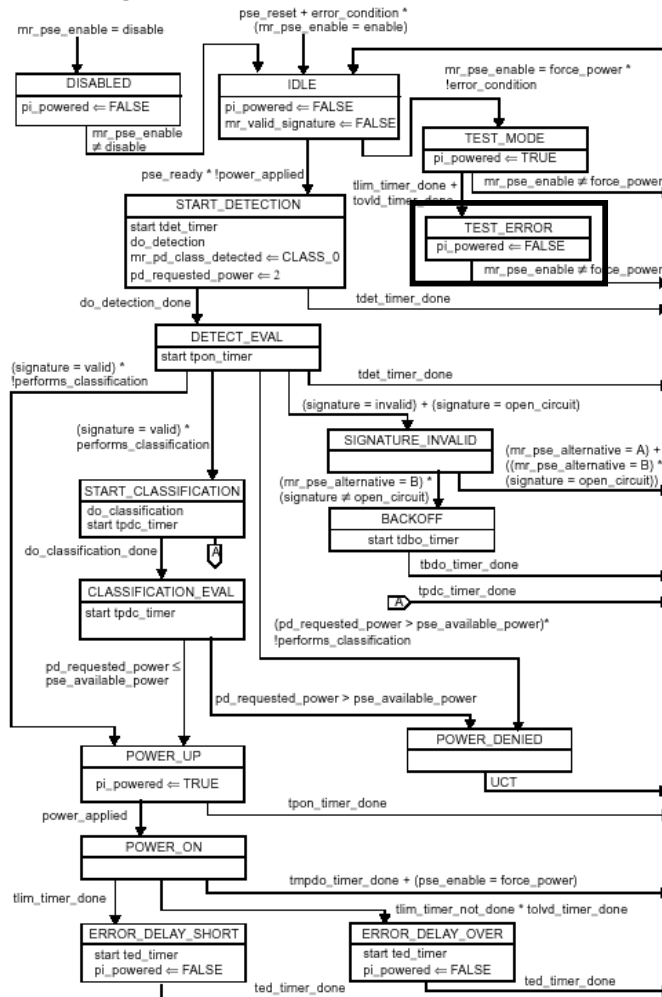 pse_reset + error_condition *
(mr_pse_enable = enable)
mr_pse_enable = disable
DISABLED
pi_powered ⇐ FALSE
mr_pse_enable
≠ disable
IDLE
pi_powered ⇐ FALSE
mr_valid_signature ⇐ FALSE
mr_pse_enable = force_power *
!error_condition
TEST_MODE
pi_powered ⇐ TRUE
mr_pse_enable ≠ force_power
tlim_timer_done +
tovld_timer_done
TEST_ERROR
pi_powered ⇐ FALSE
mr_pse_enable ≠ force_power
pse_ready * !power_applied
START_DETECTION
start tdet_timer
do_detection
mr_pd_class_detected ⇐ CLASS_0
pd_requested_power ⇐ 2
do_detection_done
tdet_timer_done
DETECT_EVAL
start tpon_timer
tdet_timer_done
(signature = valid) *
!performs_classification
(signature = valid) *
performs_classification
(signature = invalid) + (signature = open_circuit)
SIGNATURE_INVALID
(mr_pse_alternative = A) +
((mr_pse_alternative = B) *
(signature = open_circuit))
(mr_pse_alternative = B) *
(signature ≠ open_circuit)
START_CLASSIFICATION
do_classification
start tpdc_timer
A
BACKOFF
start tdbo_timer
tbdo_timer_done
do_classification_done
CLASSIFICATION_EVAL
start tpdc_timer
A
tpdc_timer_done
(pd_requested_power > pse_available_power)*
!performs_classification
pd_requested_power ≤
pse_available_power
pd_requested_power > pse_available_power
POWER_DENIED
UCT
POWER_UP
pi_powered ⇐ TRUE
tpon_timer_done
power_applied
POWER_ON
tmpdo_timer_done + (pse_enable = force_power)
tlim_timer_done
tlim_timer_not_done * tolvd_timer_done
ERROR_DELAY_SHORT
start ted_timer
pi_powered ⇐ FALSE
ERROR_DELAY_OVER
start ted_timer
pi_powered ⇐ FALSE
ted_timer_done
ted_timer_done